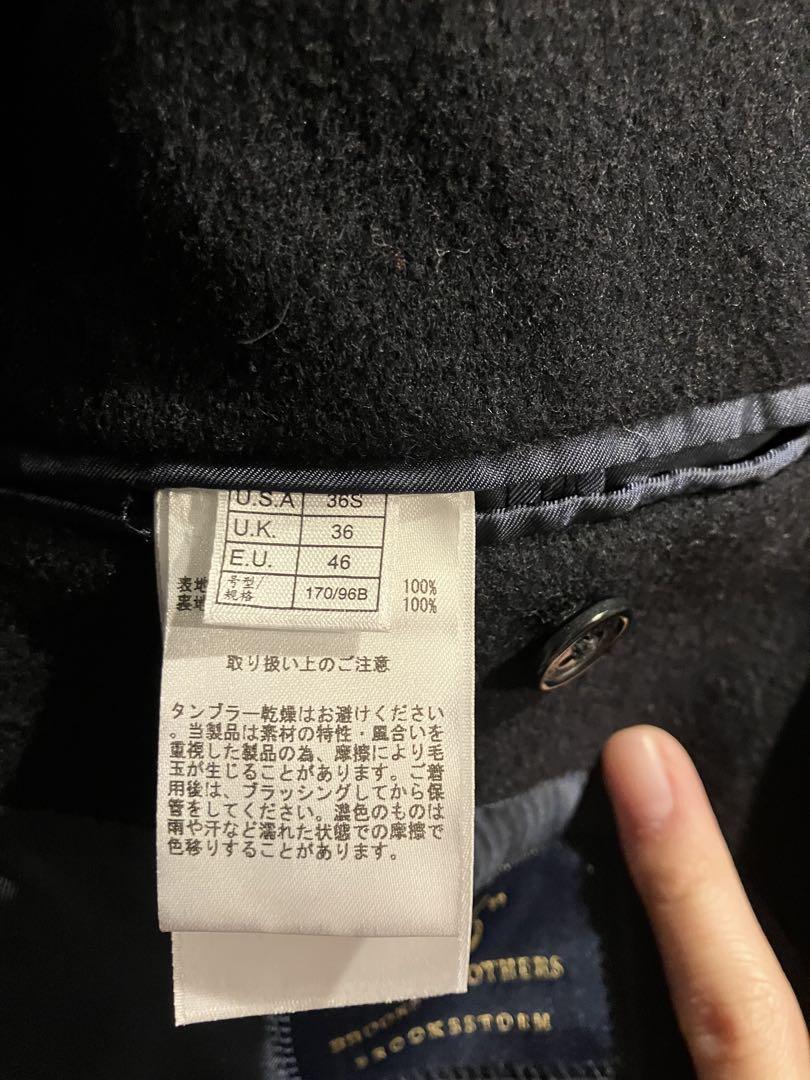 U.S.A 36S
U.K. 36
E.U. 46
号型/规格 170/96B
表地 100%
裏地 100%
取り扱い上のご注意
タンブラー乾燥はお避けください
。当製品は素材の特性・風合いを
重視した製品の為、摩擦により毛
玉が生じることがあります。ご着
用後は、ブラッシングしてから保
管をしてください。濃色のものは
雨や汗など濡れた状態での摩擦で
色移りすることがあります。
BROOKSSTORM